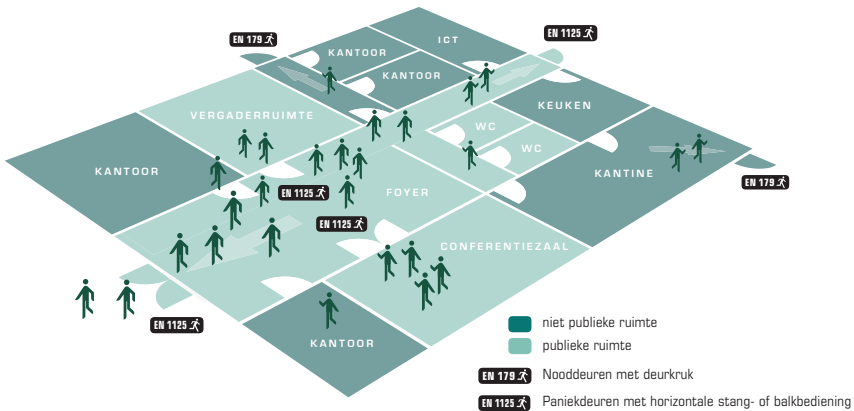 EN 179
EN 1125
ICT
KANTOOR
KANTOOR
KEUKEN
VERGADERRUIMTE
WC
WC
KANTOOR
KANTINE
EN 179
EN 1125
FOYER
EN 1125
CONFERENTIEZAAL
EN 1125
KANTOOR
niet publieke ruimte
publieke ruimte
EN 179 Nooddeuren met deurkruk
EN 1125 Paniekdeuren met horizontale stang- of balkbediening